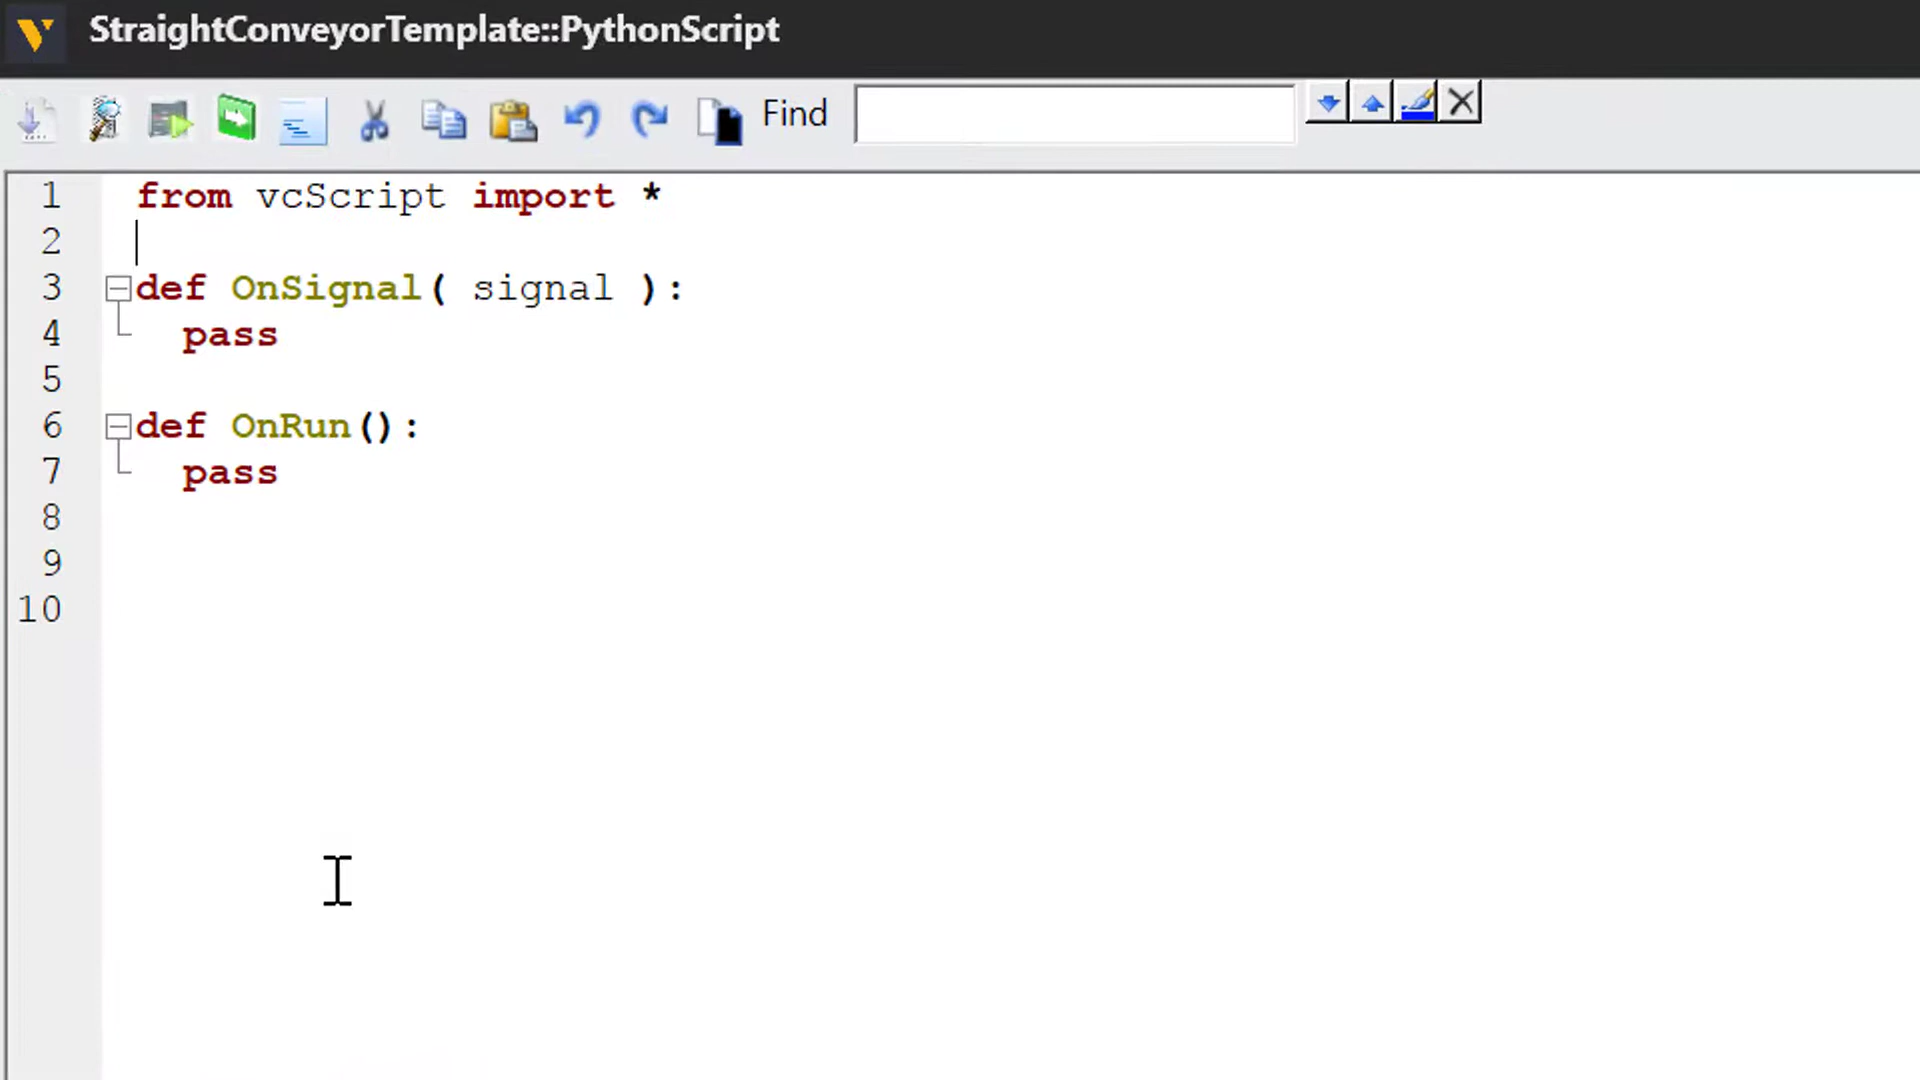 StraightConveyorTemplate::PythonScript
Find
1 from vcScript import *
2
3 def OnSignal( signal ):
4 pass
5
6 def OnRun():
7 pass
8
9
10